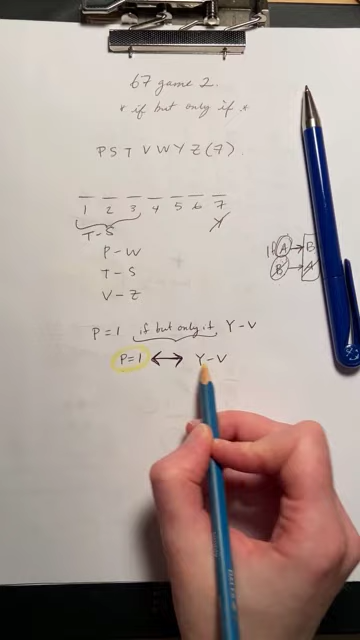 67 game 2.
* if but only if *
P S T V W Y Z (7)
1 2 3 4 5 6 7
T-S Y
P-W
T-S
V-Z
P=1 if but only if Y-V
P=1 ↔ Y-V
If A → B
B → A